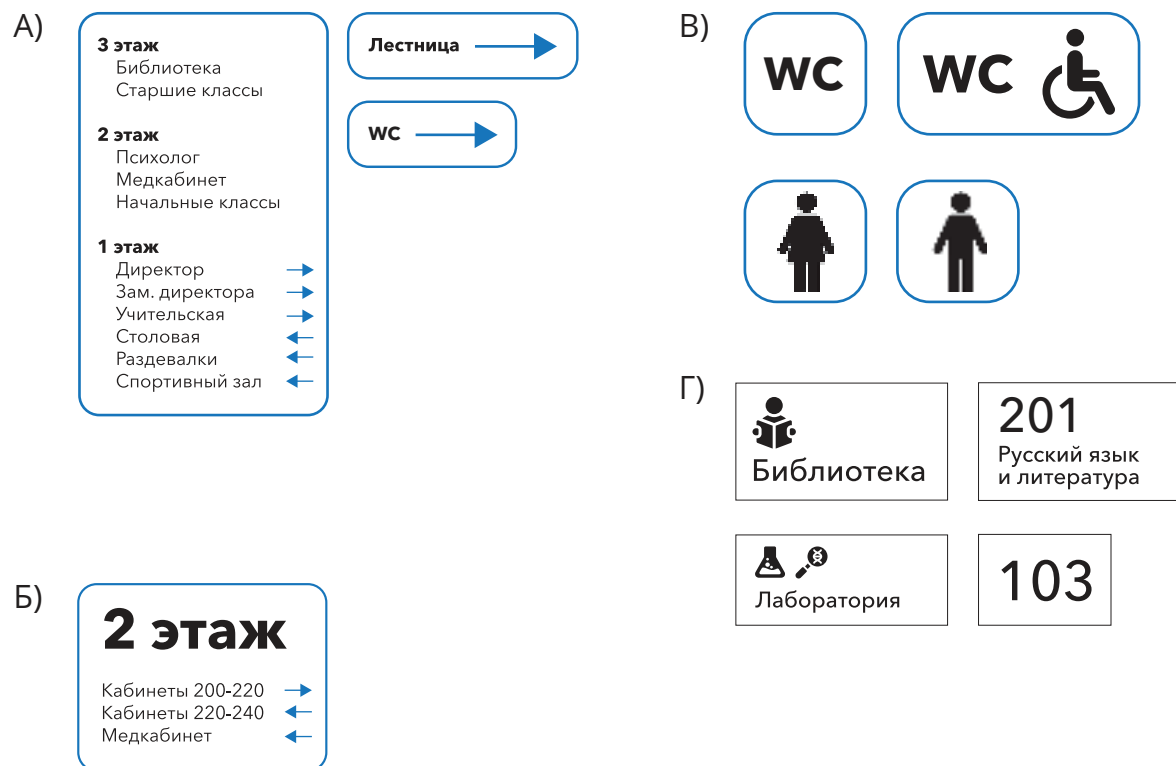 А)
3 этаж
Библиотека
Старшие классы
2 этаж
Психолог
Медкабинет
Начальные классы
1 этаж
Директор
Зам. директора
Учительская
Столовая
Раздевалки
Спортивный зал
Лестница
WC
Б)
2 этаж
Кабинеты 200-220
Кабинеты 220-240
Медкабинет
В)
WC
WC
Г)
Библиотека
201
Русский язык
и литература
Лаборатория
103